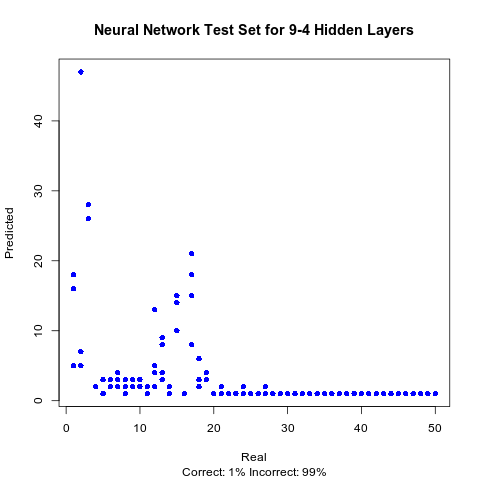 Neural Network Test Set for 9-4 Hidden Layers
Predicted
40
30
20
10
0
0 10 20 30 40 50
Real
Correct: 1% Incorrect: 99%